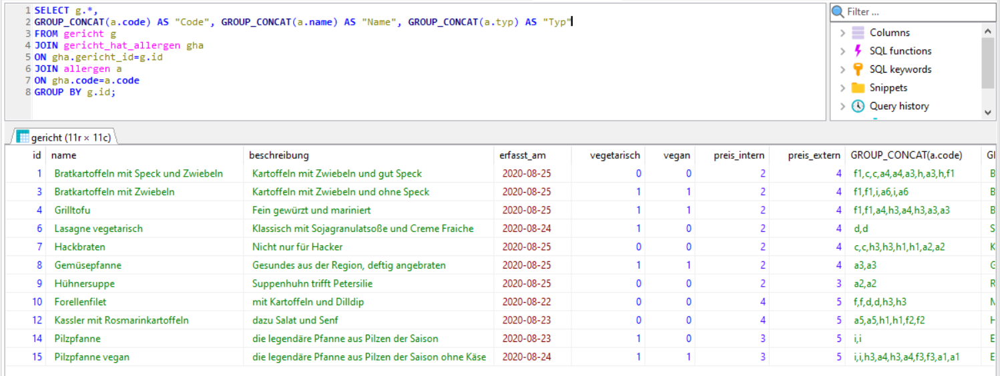 1 SELECT g.*,
2 GROUP_CONCAT(a.code) AS "Code", GROUP_CONCAT(a.name) AS "Name", GROUP_CONCAT(a.typ) AS "Typ"
3 FROM gericht g
4 JOIN gericht_hat_allergen gha
5 ON gha.gericht_id=g.id
6 JOIN allergen a
7 ON gha.code=a.code
8 GROUP BY g.id;
Filter ...
Columns
SQL functions
SQL keywords
Snippets
Query history
gericht (11r × 11c)
id name beschreibung erfasst_am vegetarisch vegan preis_intern preis_extern GROUP_CONCAT(a.code) GI
1 Bratkartoffeln mit Speck und Zwiebeln Kartoffeln mit Zwiebeln und gut Speck 2020-08-25 0 0 2 4 f1,c,c,a4,a4,a3,h,a3,h,f1 B
3 Bratkartoffeln mit Zwiebeln Kartoffeln mit Zwiebeln und ohne Speck 2020-08-25 1 1 2 4 f1,f1,i,a6,i,a6 B
4 Grilltofu Fein gewürzt und mariniert 2020-08-25 1 1 2 4 f1,f1,a4,h3,a4,h3,a3,a3 B
6 Lasagne vegetarisch Klassisch mit Sojagranulatsoße und Creme Fraiche 2020-08-24 1 0 2 4 d,d S
7 Hackbraten Nicht nur für Hacker 2020-08-25 0 0 2 4 c,c,h3,h3,h1,h1,a2,a2 K
8 Gemüsepfanne Gesundes aus der Region, deftig angebraten 2020-08-25 1 1 2 4 a3,a3 G
9 Hühnersuppe Suppenhuhn trifft Petersilie 2020-08-25 0 0 2 3 a2,a2 R
10 Forellenfilet mit Kartoffeln und Dilldip 2020-08-22 0 0 4 5 f,f,d,d,h3,h3 N
12 Kassler mit Rosmarinkartoffeln dazu Salat und Senf 2020-08-23 0 0 4 5 a5,a5,h1,h1,f2,f2 H
14 Pilzpfanne die legendäre Pfanne aus Pilzen der Saison 2020-08-23 1 0 3 5 i,i E
15 Pilzpfanne vegan die legendäre Pfanne aus Pilzen der Saison ohne Käse 2020-08-24 1 1 3 5 i,i,h3,a4,h3,a4,f3,f3,a1,a1 E